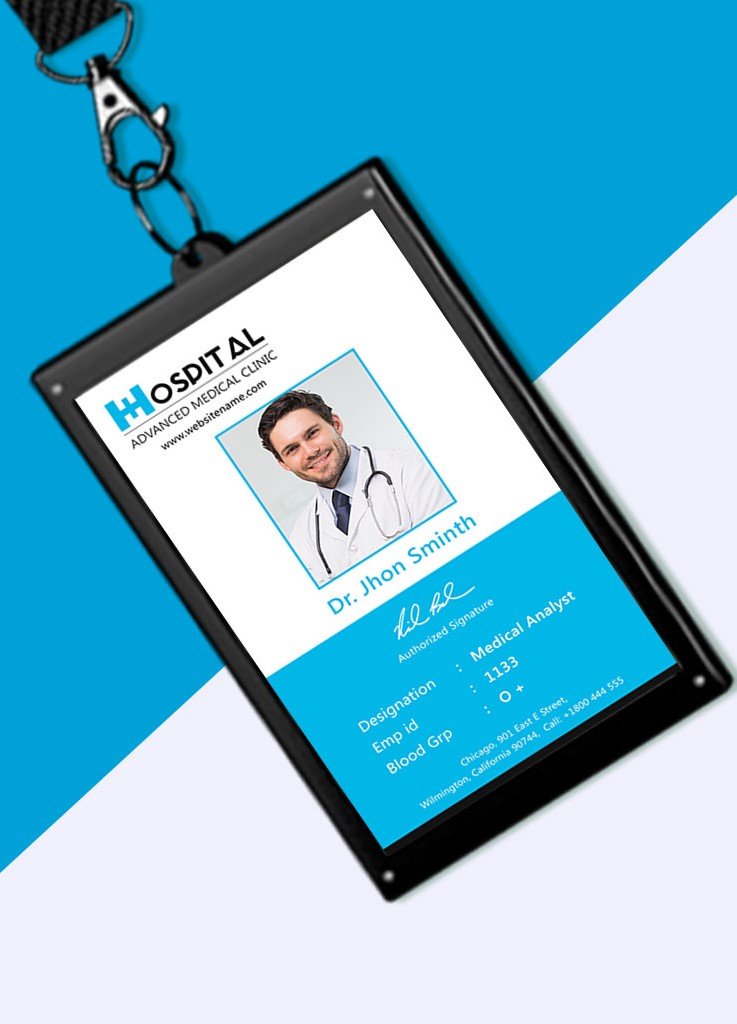 HOSPITAL
ADVANCED MEDICAL CLINIC
www.websitename.com
Dr. Jhon Sminth
Authorized Signature
Designation : Medical Analyst
Emp id : 1133
Blood Grp : O +
Chicago, 901 East E Street,
Wilmington, California 90744, Call: +1800 444 555